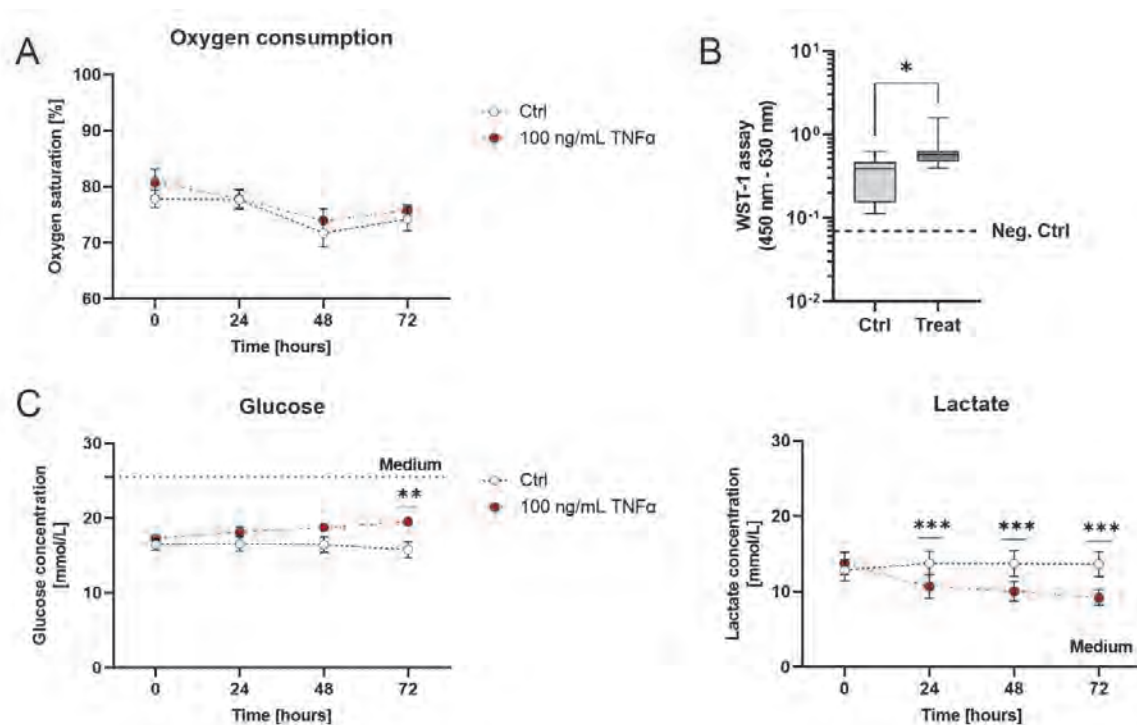 A
Oxygen consumption
Oxygen saturation [%]
100
90
80
70
60
0 24 48 72
Time [hours]
Ctrl
100 ng/mL TNFα
B
WST-1 assay
(450 nm - 630 nm)
10¹
10⁰
10⁻¹
10⁻²
*
Neg. Ctrl
Ctrl Treat
C
Glucose
Glucose concentration
[mmol/L]
30
20
10
0
Medium
**
0 24 48 72
Time [hours]
Ctrl
100 ng/mL TNFα
Lactate
Lactate concentration
[mmol/L]
30
20
10
0
*** *** ***
Medium
0 24 48 72
Time [hours]